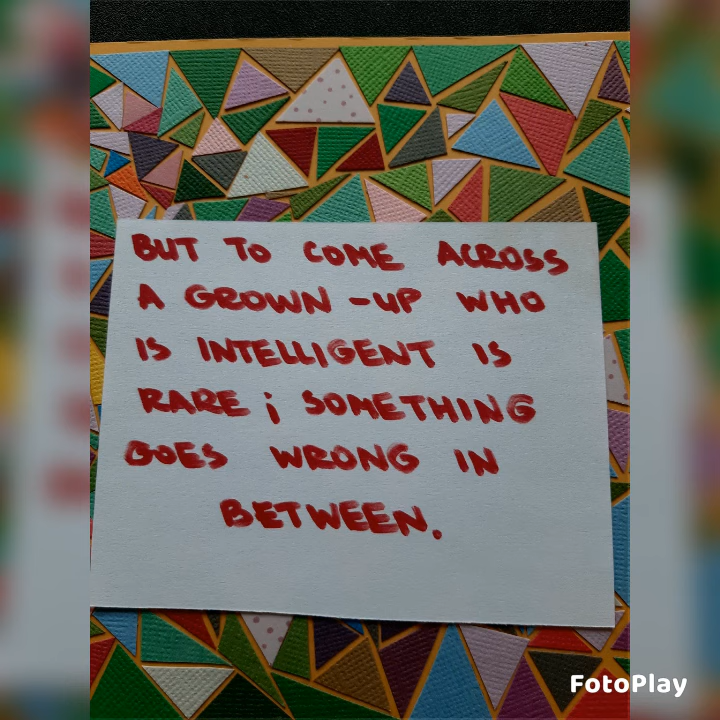 BUT TO COME ACROSS
A GROWN-UP WHO
IS INTELLIGENT IS
RARE; SOMETHING
GOES WRONG IN
BETWEEN.
FotoPlay